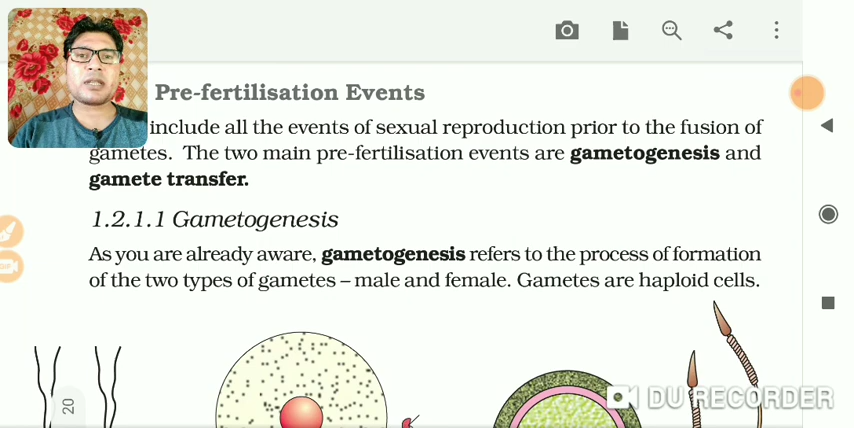 Pre-fertilisation Events
include all the events of sexual reproduction prior to the fusion of
gametes. The two main pre-fertilisation events are gametogenesis and
gamete transfer.
1.2.1.1 Gametogenesis
As you are already aware, gametogenesis refers to the process of formation
of the two types of gametes – male and female. Gametes are haploid cells.
20
GIF
DU RECORDER